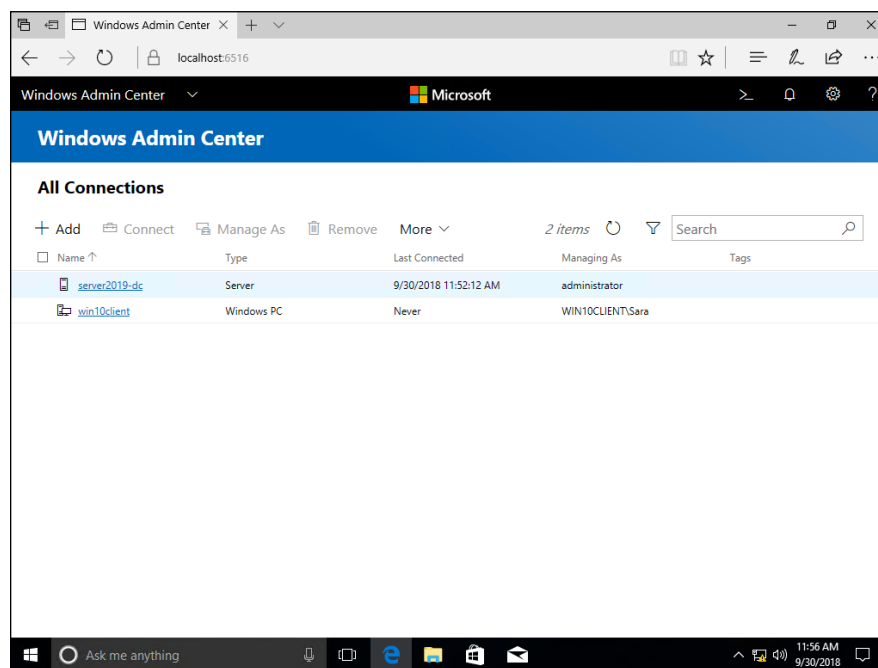 Windows Admin Center
localhost:6516
Windows Admin Center Microsoft >_ ?
Windows Admin Center
All Connections
+ Add Connect Manage As Remove More 2 items Search
Name Type Last Connected Managing As Tags
server2019-dc Server 9/30/2018 11:52:12 AM administrator
win10client Windows PC Never WIN10CLIENT\Sara
Ask me anything 11:56 AM
9/30/2018